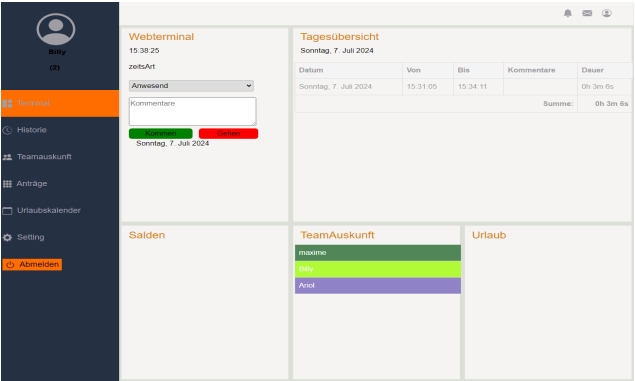 Billy
(2)
Terminal
Historie
Teamauskunft
Anträge
Urlaubskalender
Setting
Abmelden
Webterminal
15:38:25
zeitsArt
Anwesend
Kommentare
Kommen Gehen
Sonntag, 7. Juli 2024
Tagesübersicht
Sonntag, 7. Juli 2024
Datum Von Bis Kommentare Dauer
Sonntag, 7. Juli 2024 15:31:05 15:34:11 0h 3m 6s
Summe: 0h 3m 6s
Salden
TeamAuskunft
maxime
Billy
Ariol
Urlaub